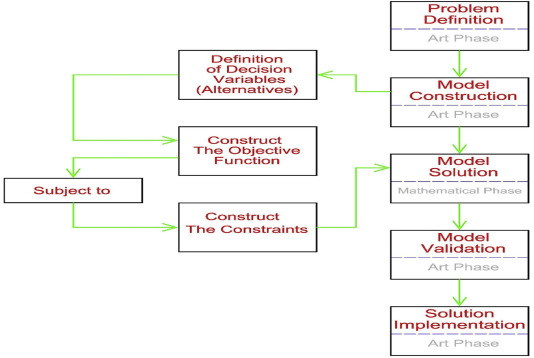 Problem
Definition
Art Phase
Definition
of Decision
Variables
(Alternatives)
Model
Construction
Art Phase
Construct
The Objective
Function
Model
Solution
Mathematical Phase
Subject to
Construct
The Constraints
Model
Validation
Art Phase
Solution
Implementation
Art Phase